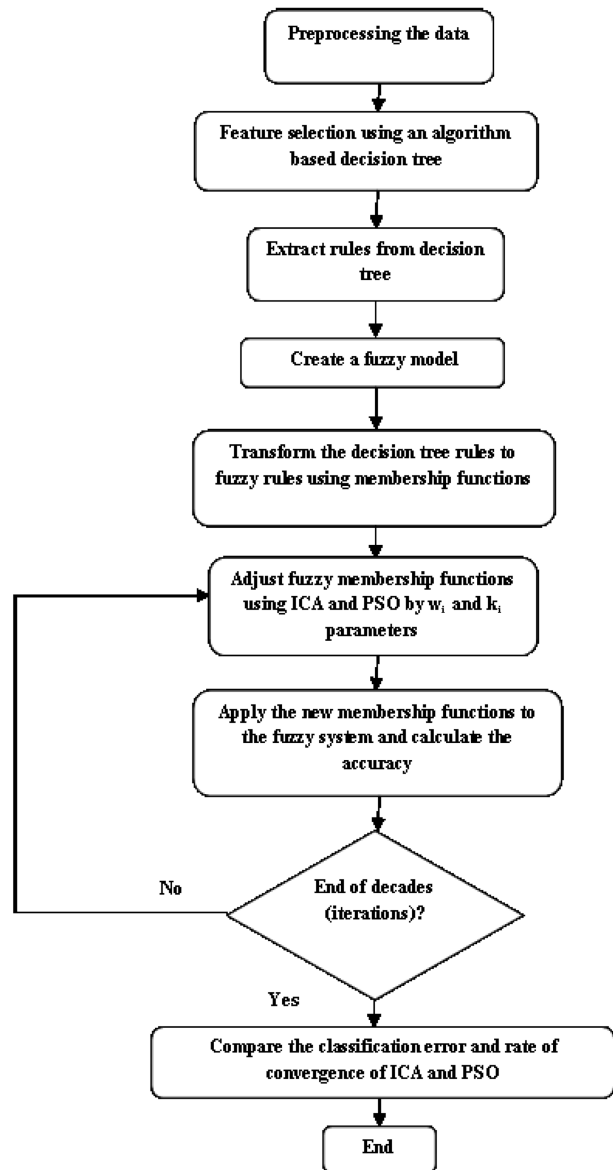 Preprocessing the data
Feature selection using an algorithm
based decision tree
Extract rules from decision
tree
Create a fuzzy model
Transform the decision tree rules to
fuzzy rules using membership functions
Adjust fuzzy membership functions
using ICA and PSO by wᵢ and kᵢ
parameters
Apply the new membership functions to
the fuzzy system and calculate the
accuracy
End of decades
(iterations)?
No
Yes
Compare the classification error and rate of
convergence of ICA and PSO
End